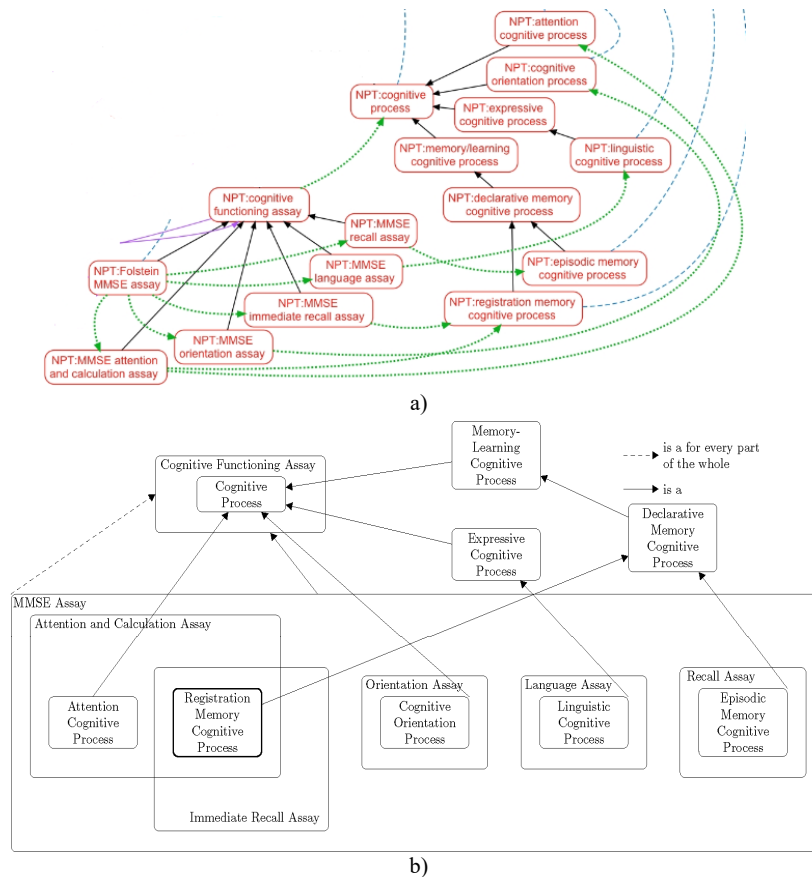 NPT:attention
cognitive process
NPT:cognitive
orientation process
NPT:cognitive
process
NPT:expressive
cognitive process
NPT:memory/learning
cognitive process
NPT:linguistic
cognitive process
NPT:cognitive
functioning assay
NPT:declarative memory
cognitive process
NPT:MMSE
recall assay
NPT:Folstein
MMSE assay
NPT:MMSE
language assay
NPT:episodic memory
cognitive process
NPT:MMSE
immediate recall assay
NPT:registration memory
cognitive process
NPT:MMSE
orientation assay
NPT:MMSE attention
and calculation assay
a)
Memory-
Learning
Cognitive
Process
is a for every part
of the whole
is a
Cognitive Functioning Assay
Cognitive
Process
Declarative
Memory
Cognitive
Process
Expressive
Cognitive
Process
MMSE Assay
Attention and Calculation Assay
Attention
Cognitive
Process
Registration
Memory
Cognitive
Process
Immediate Recall Assay
Orientation Assay
Cognitive
Orientation
Process
Language Assay
Linguistic
Cognitive
Process
Recall Assay
Episodic
Memory
Cognitive
Process
b)